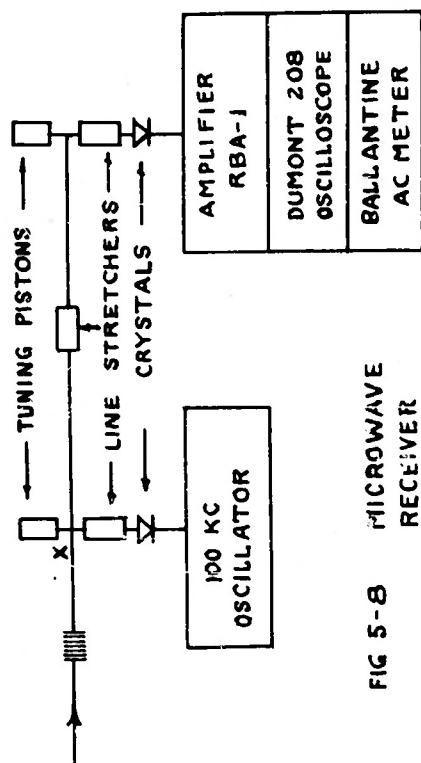 TUNING PISTONS
LINE STRETCHERS
CRYSTALS
X
100 KC
OSCILLATOR
AMPLIFIER
RBA-1
DUMONT 208
OSCILLOSCOPE
BALLANTINE
AC METER
FIG 5-8 MICROWAVE
RECEIVER